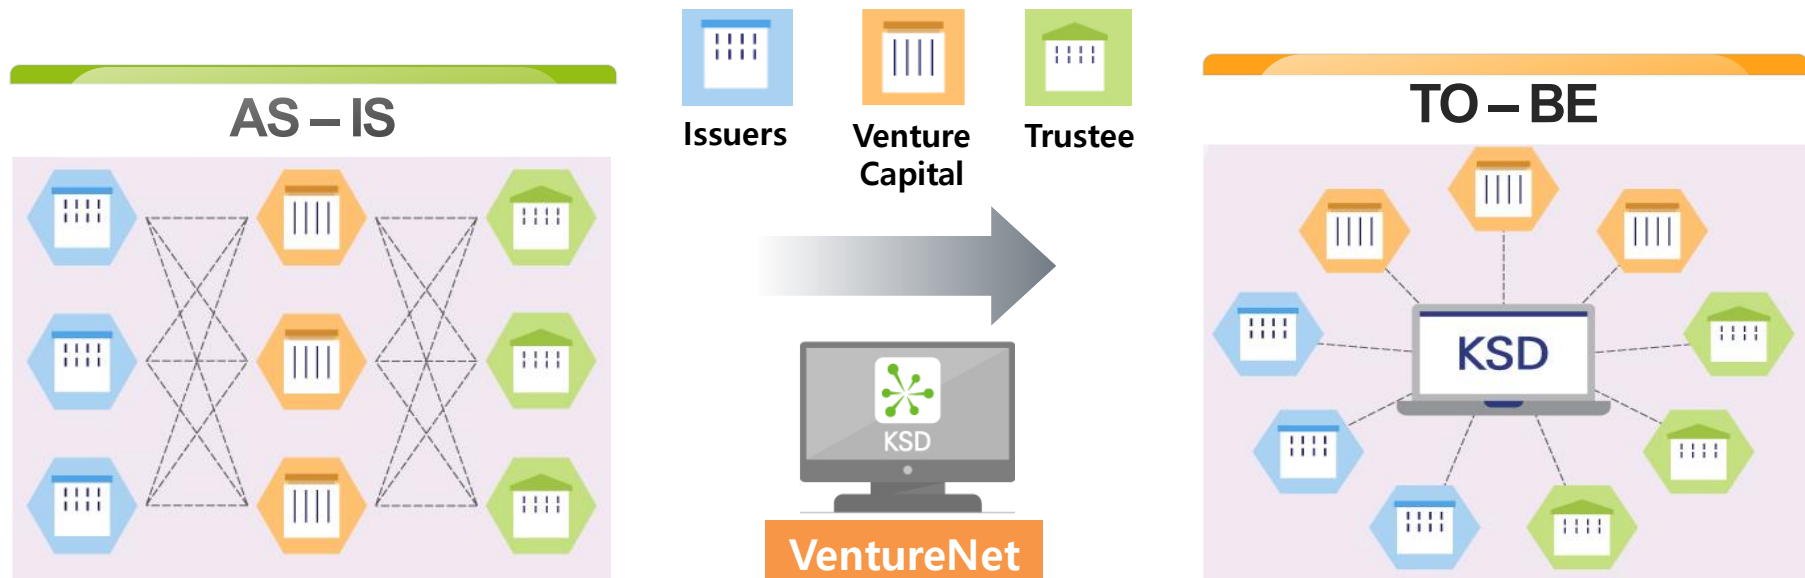 AS – IS
Issuers
Venture
Capital
Trustee
KSD
VentureNet
TO – BE
KSD